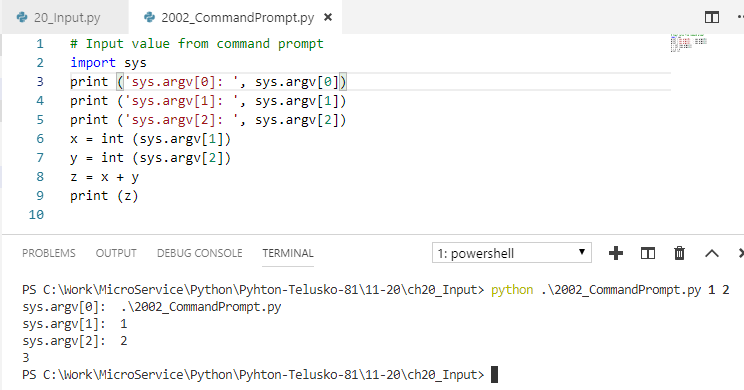 20_Input.py 2002_CommandPrompt.py ×
1 # Input value from command prompt
2 import sys
3 print ('sys.argv[0]: ', sys.argv[0])
4 print ('sys.argv[1]: ', sys.argv[1])
5 print ('sys.argv[2]: ', sys.argv[2])
6 x = int (sys.argv[1])
7 y = int (sys.argv[2])
8 z = x + y
9 print (z)
10
PROBLEMS OUTPUT DEBUG CONSOLE TERMINAL 1: powershell
PS C:\Work\MicroService\Python\Pyhton-Telusko-81\11-20\ch20_Input> python .\2002_CommandPrompt.py 1 2
sys.argv[0]:  .\2002_CommandPrompt.py
sys.argv[1]:  1
sys.argv[2]:  2
3
PS C:\Work\MicroService\Python\Pyhton-Telusko-81\11-20\ch20_Input>